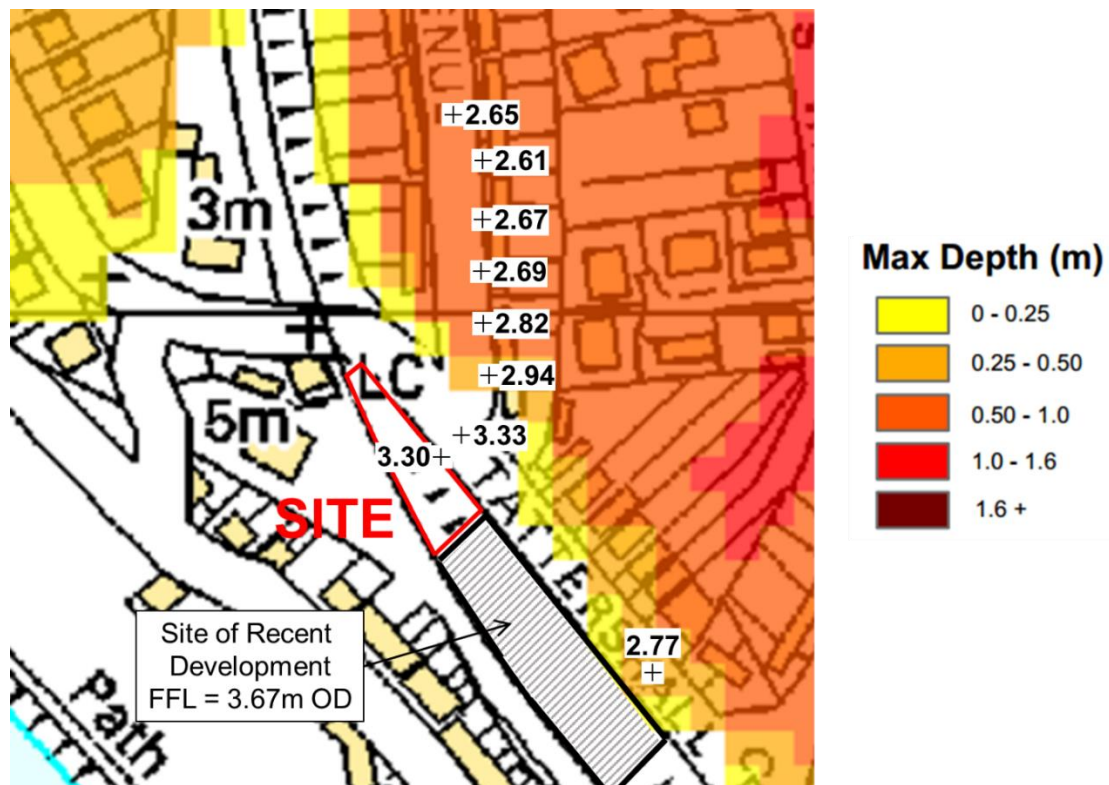 ENU
+2.65
+2.61
3m
+2.67
+2.69
+2.82
LC
+2.94
5m
+3.33
3.30+
SITE
TATTERSHALL
Site of Recent
Development
FFL = 3.67m OD
2.77
+
Path
Max Depth (m)
0 - 0.25
0.25 - 0.50
0.50 - 1.0
1.0 - 1.6
1.6 +